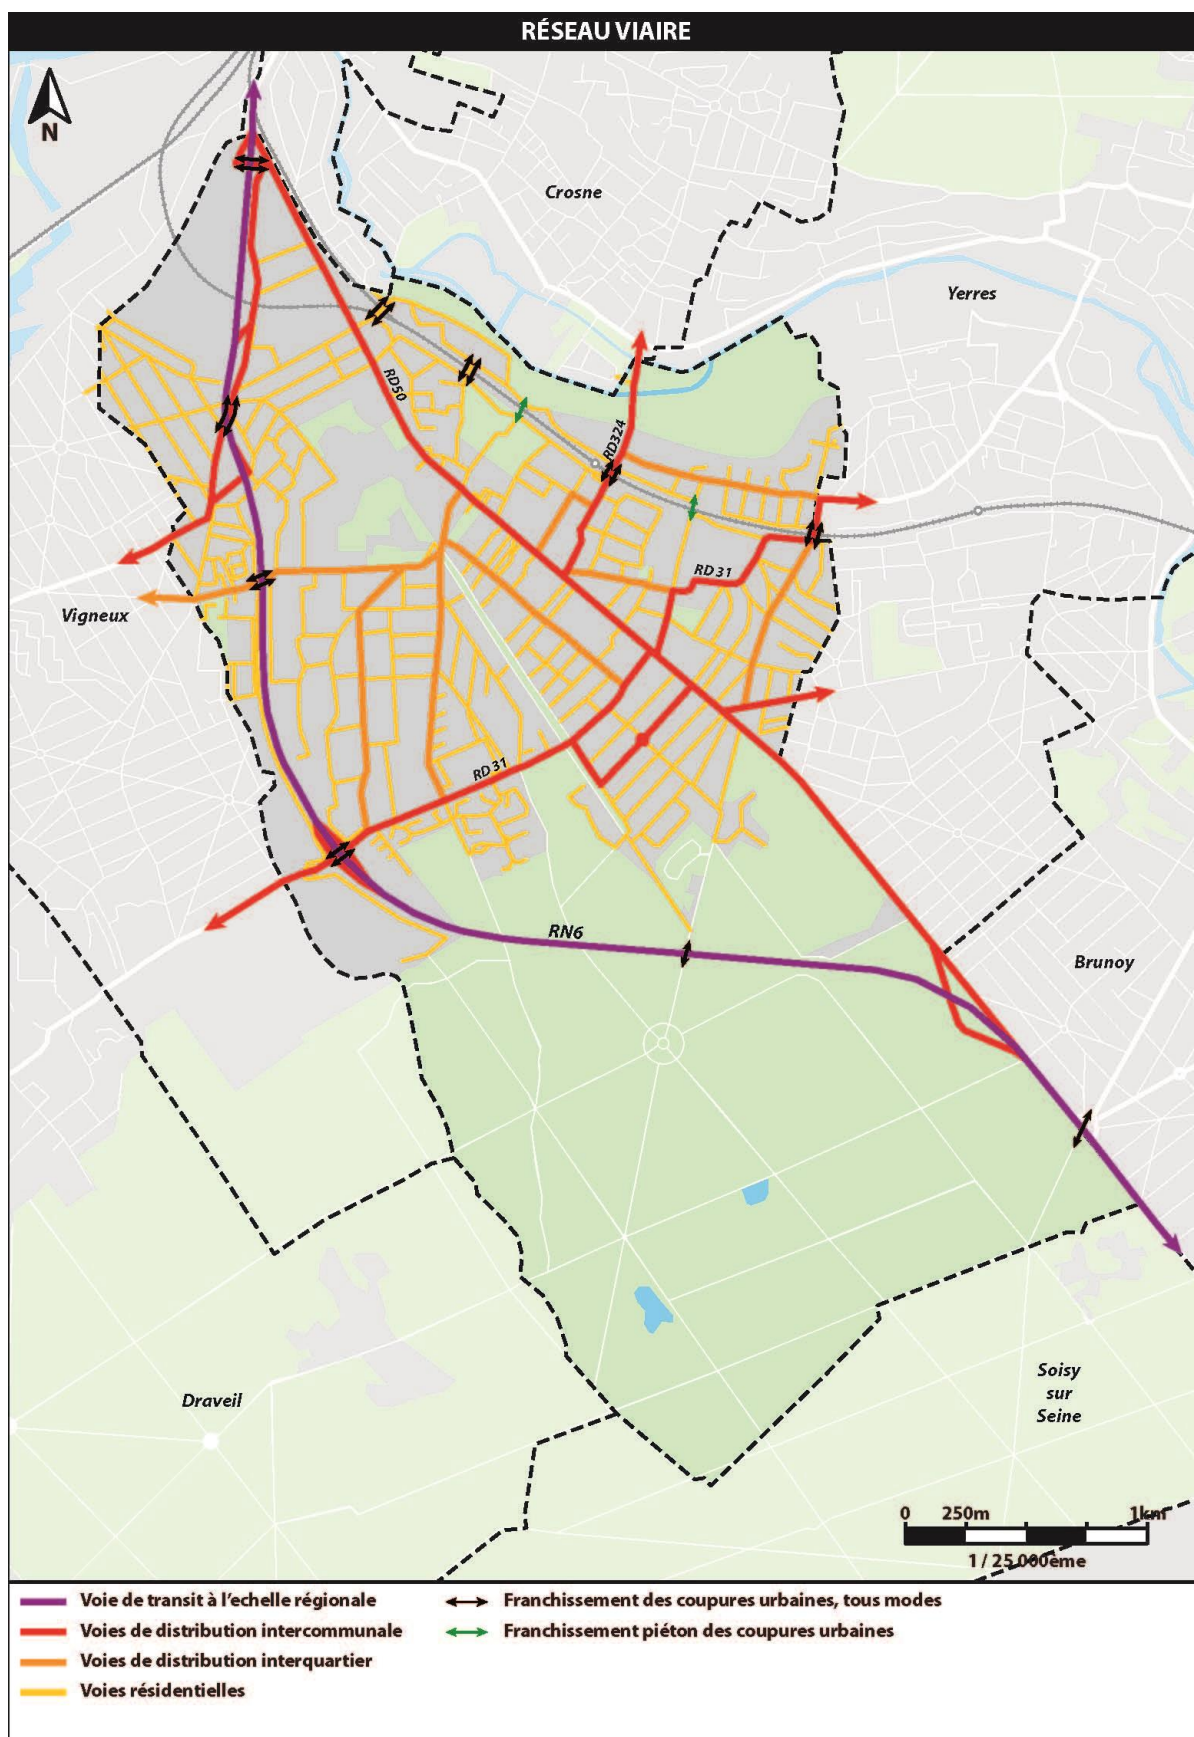 RÉSEAU VIAIRE
N
Crosne
Yerres
RD50
RD324
RD 31
Vigneux
RD 31
RN6
Brunoy
Draveil
Soisy
sur
Seine
0 250m 1km
1 / 25 000ème
Voie de transit à l'echelle régionale
Voies de distribution intercommunale
Voies de distribution interquartier
Voies résidentielles
Franchissement des coupures urbaines, tous modes
Franchissement piéton des coupures urbaines